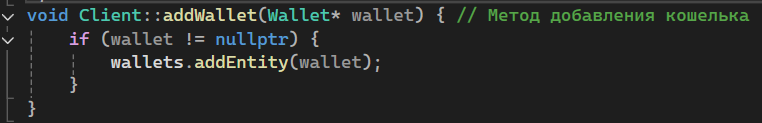 void Client::addWallet(Wallet* wallet) { // Метод добавления кошелька
    if (wallet != nullptr) {
        wallets.addEntity(wallet);
    }
}